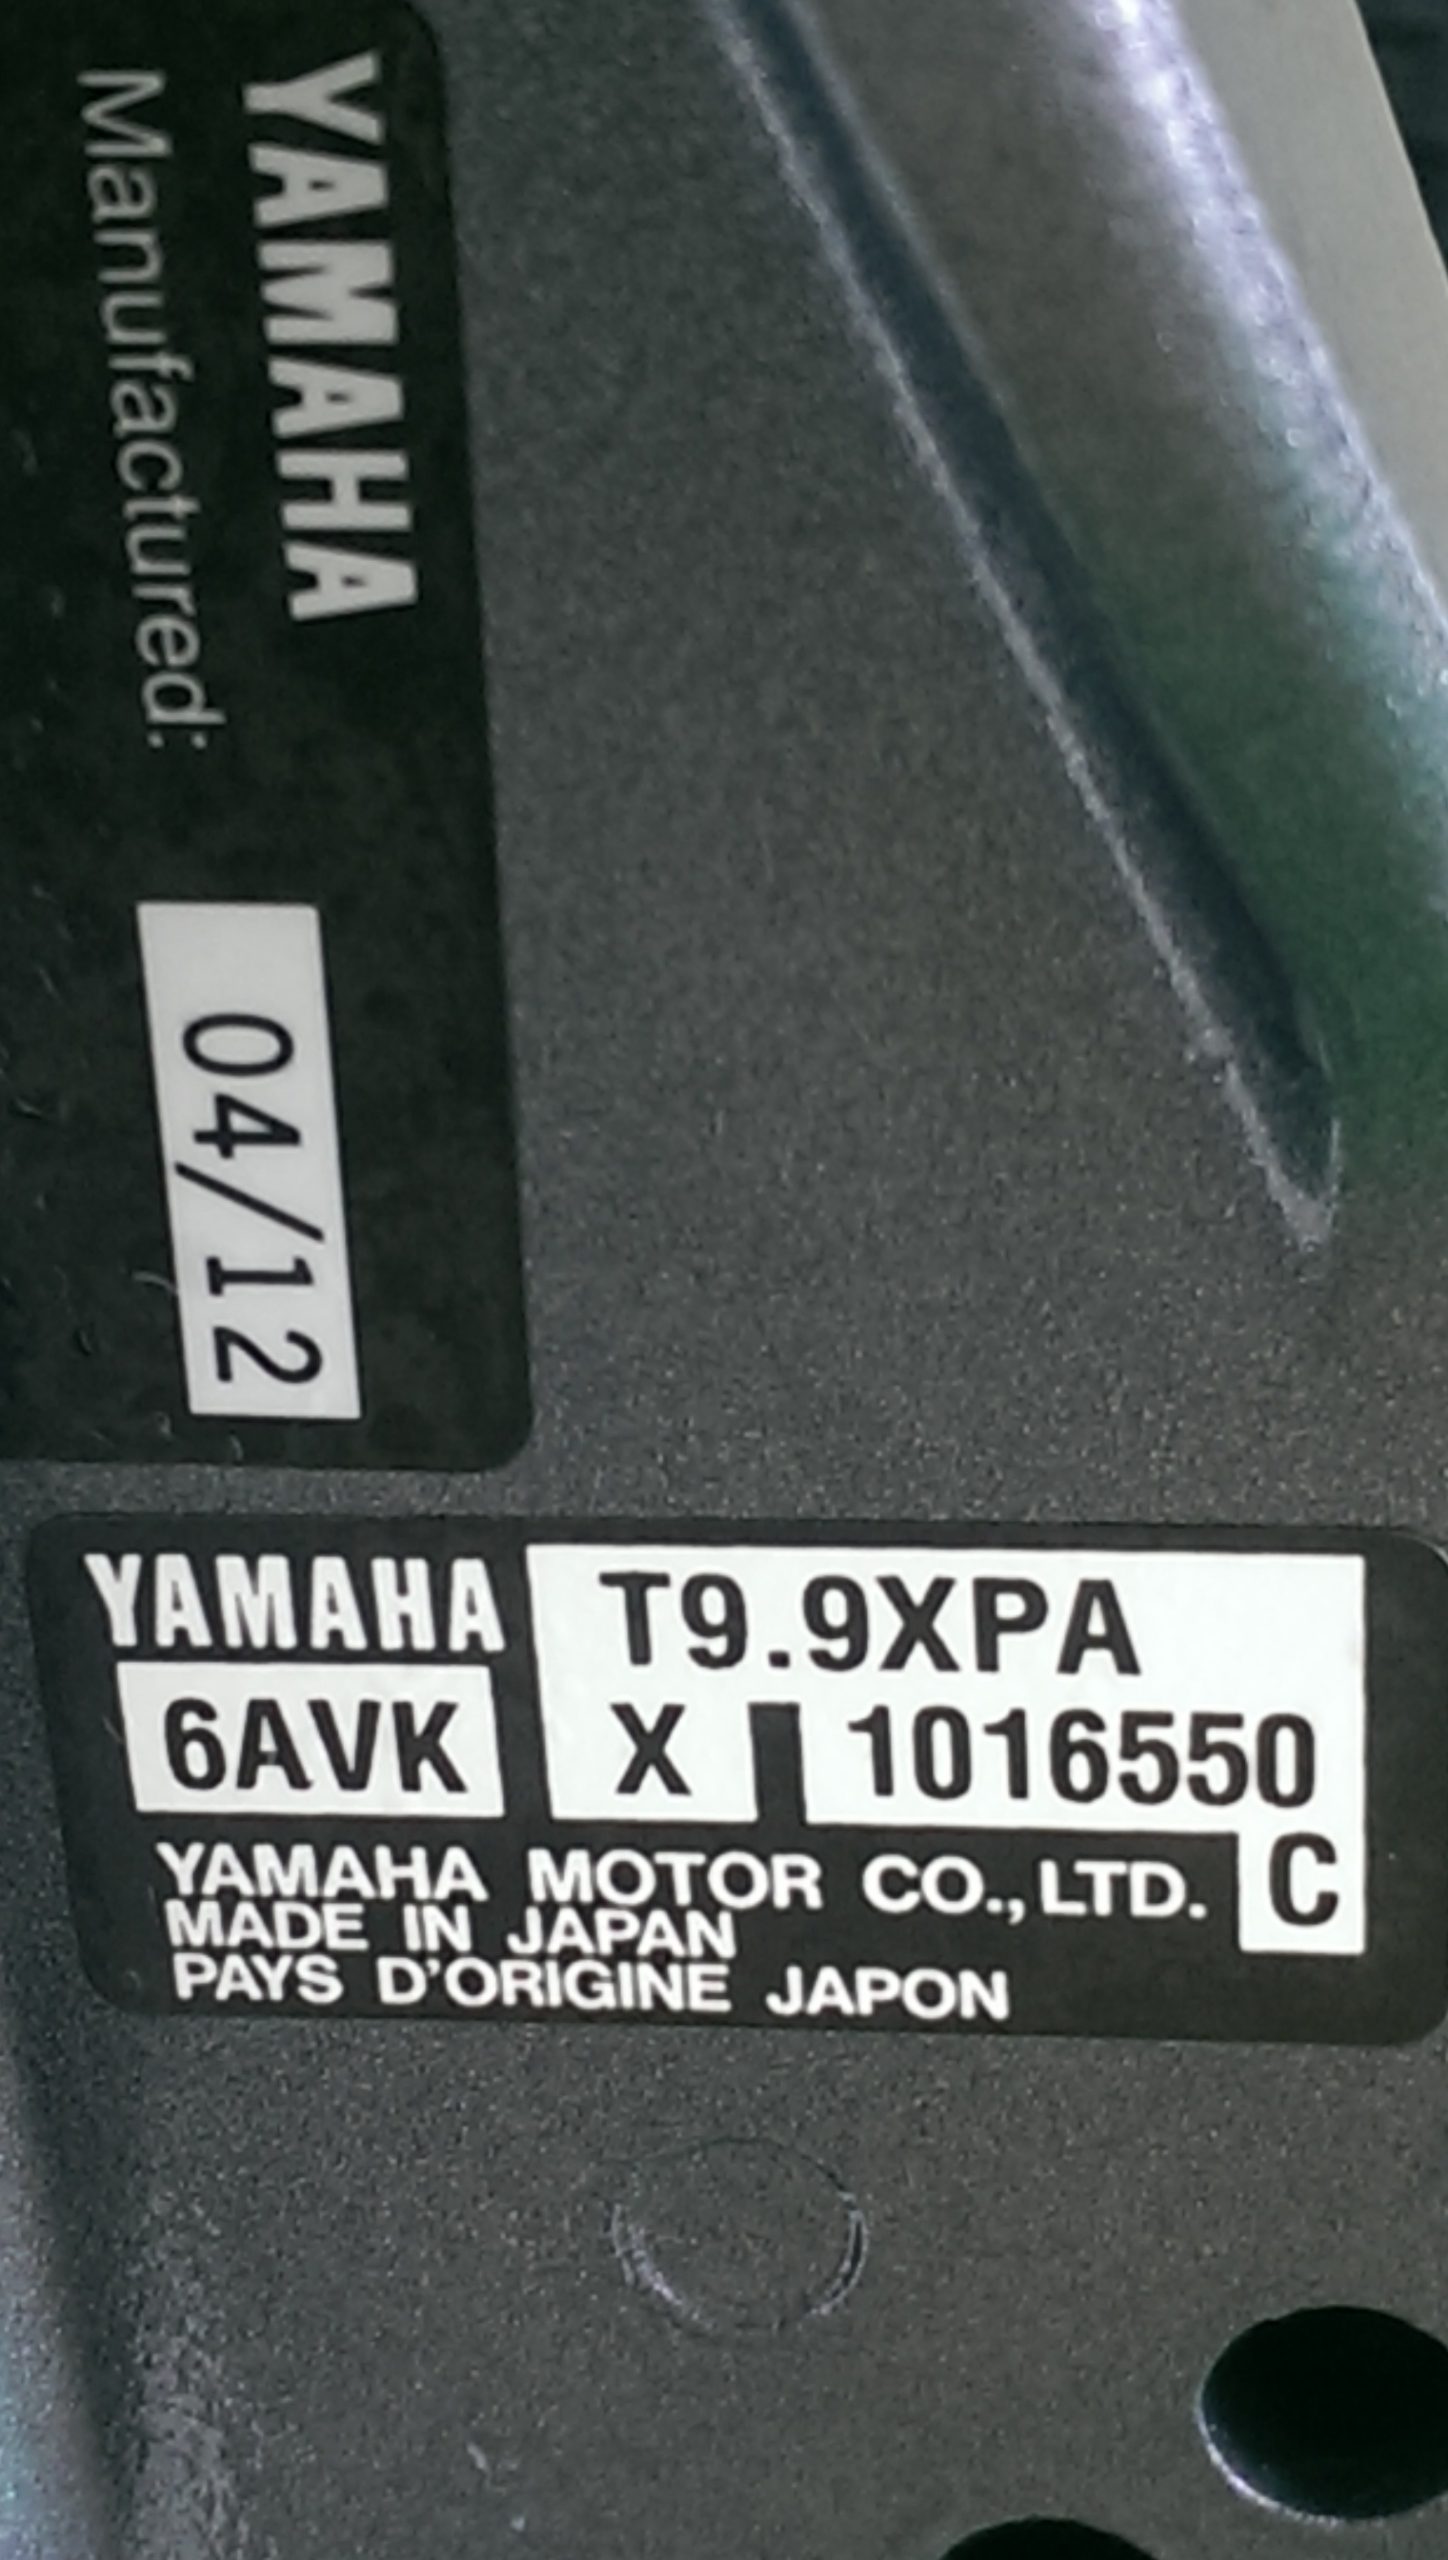 YAMAHA
Manufactured: 04/12
YAMAHA T9.9XPA
6AVK X 1016550
YAMAHA MOTOR CO., LTD. C
MADE IN JAPAN
PAYS D'ORIGINE JAPON